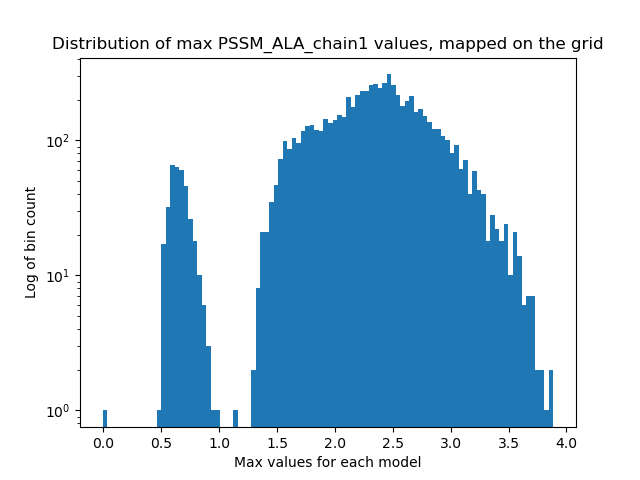 Distribution of max PSSM_ALA_chain1 values, mapped on the grid
Log of bin count
10²
10¹
10⁰
0.0 0.5 1.0 1.5 2.0 2.5 3.0 3.5 4.0
Max values for each model